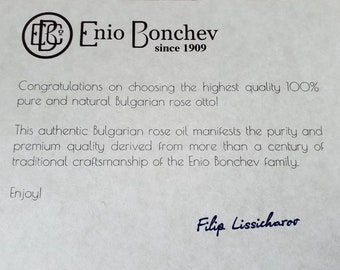 EBCo Enio Bonchev
since 1909
Congratulations on choosing the highest quality 100%
pure and natural Bulgarian rose otto!
This authentic Bulgarian rose oil manifests the purity and
premium quality derived from more than a century of
traditional craftsmanship of the Enio Bonchev family.
Enjoy!
Filip Lissicharov